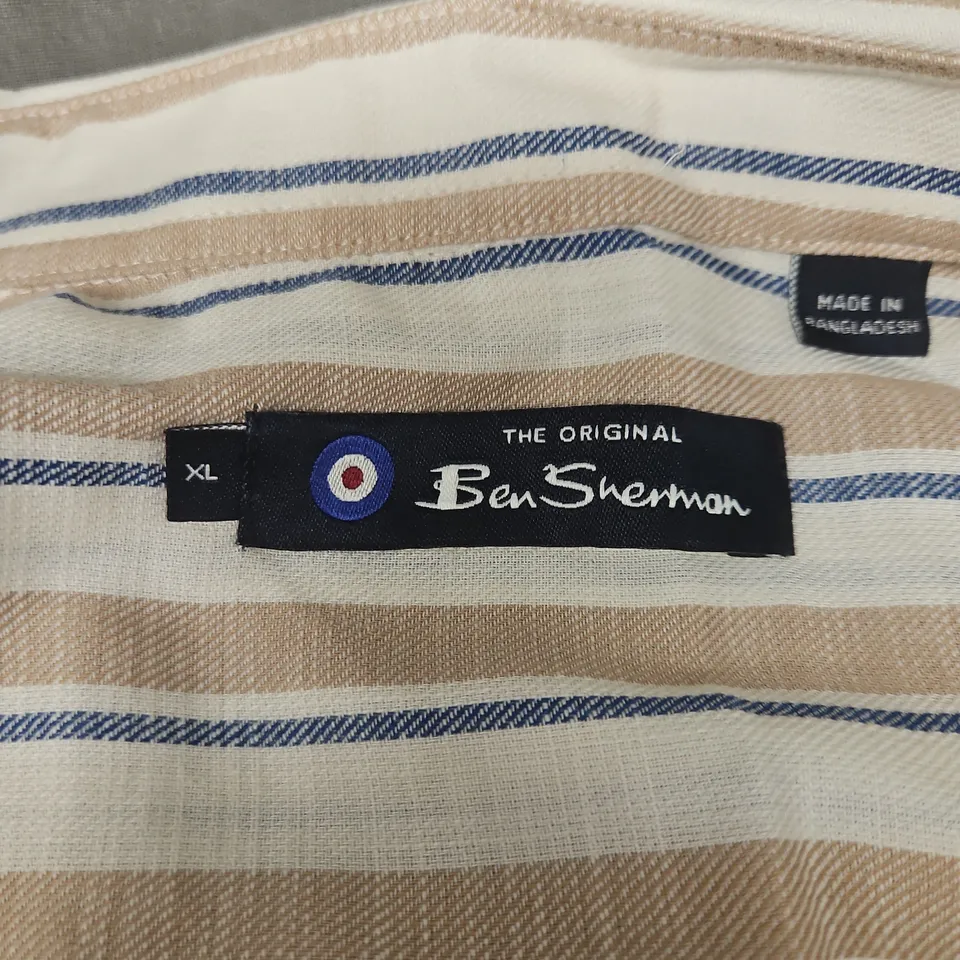 MADE IN
BANGLADESH
XL
THE ORIGINAL
Ben Sherman